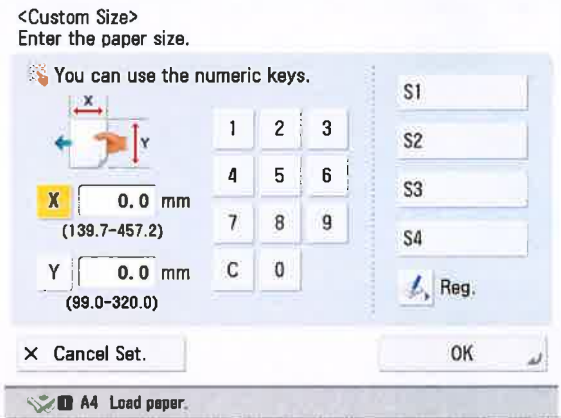 <Custom Size>
Enter the paper size.
You can use the numeric keys.
X
Y
X 0.0 mm
(139.7-457.2)
Y 0.0 mm
(99.0-320.0)
1 2 3
4 5 6
7 8 9
C 0
S1
S2
S3
S4
Reg.
× Cancel Set.
OK
1 A4 Load paper.